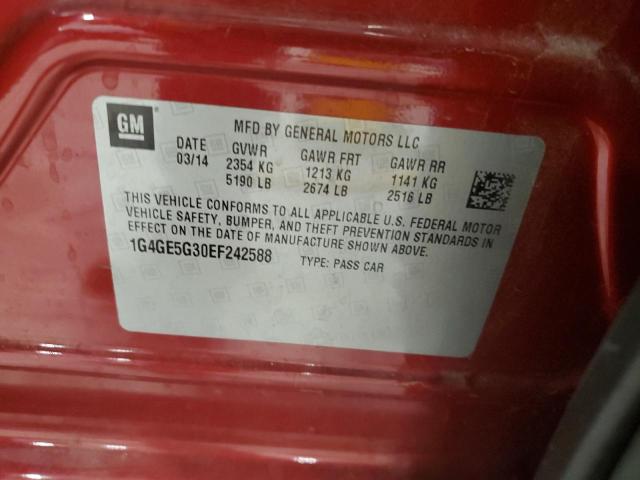 GM
MFD BY GENERAL MOTORS LLC
DATE GVWR GAWR FRT GAWR RR
03/14 2354 KG 1213 KG 1141 KG
5190 LB 2674 LB 2516 LB
THIS VEHICLE CONFORMS TO ALL APPLICABLE U.S. FEDERAL MOTOR
VEHICLE SAFETY, BUMPER, AND THEFT PREVENTION STANDARDS IN
EFFECT ON THE DATE OF MANUFACTURE SHOWN ABOVE.
1G4GE5G30EF242588 TYPE: PASS CAR